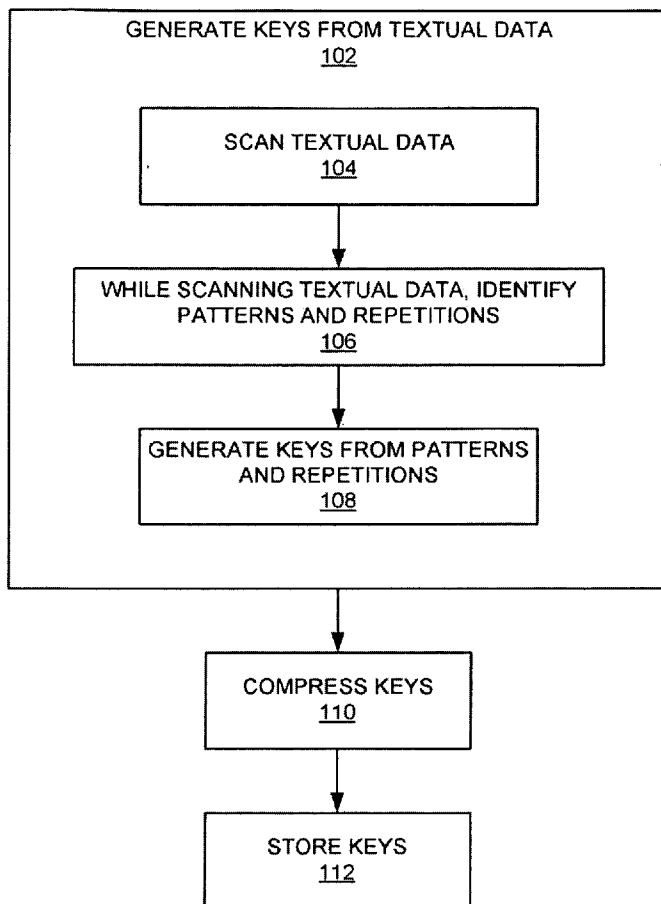 GENERATE KEYS FROM TEXTUAL DATA
102
SCAN TEXTUAL DATA
104
WHILE SCANNING TEXTUAL DATA, IDENTIFY
PATTERNS AND REPETITIONS
106
GENERATE KEYS FROM PATTERNS
AND REPETITIONS
108
COMPRESS KEYS
110
STORE KEYS
112